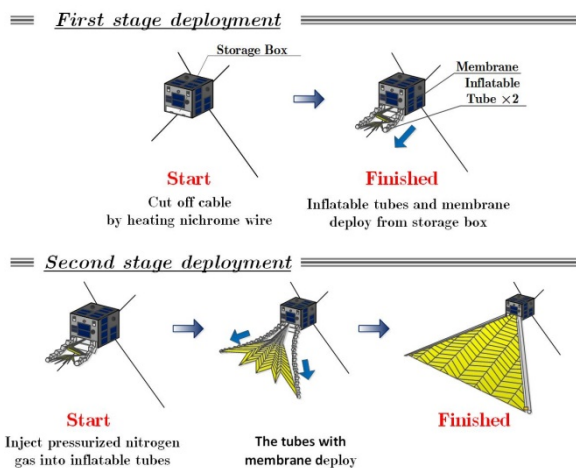 First stage deployment
Storage Box
Membrane
Inflatable
Tube ×2
Start
Finished
Cut off cable
by heating nichrome wire
Inflatable tubes and membrane
deploy from storage box
Second stage deployment
Start
Inject pressurized nitrogen
gas into inflatable tubes
The tubes with
membrane deploy
Finished